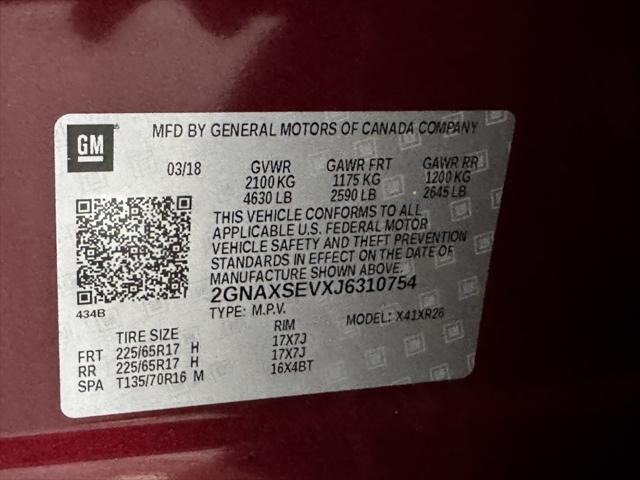 GM
MFD BY GENERAL MOTORS OF CANADA COMPANY
03/18 GVWR GAWR FRT GAWR RR
2100 KG 1175 KG 1200 KG
4630 LB 2590 LB 2645 LB
THIS VEHICLE CONFORMS TO ALL
APPLICABLE U.S. FEDERAL MOTOR
VEHICLE SAFETY AND THEFT PREVENTION
STANDARDS IN EFFECT ON THE DATE OF
MANUFACTURE SHOWN ABOVE.
2GNAXSEVXJ6310754
434B TYPE: M.P.V. MODEL: X41XR26
TIRE SIZE RIM
FRT 225/65R17 H 17X7J
RR 225/65R17 H 17X7J
SPA T135/70R16 M 16X4BT